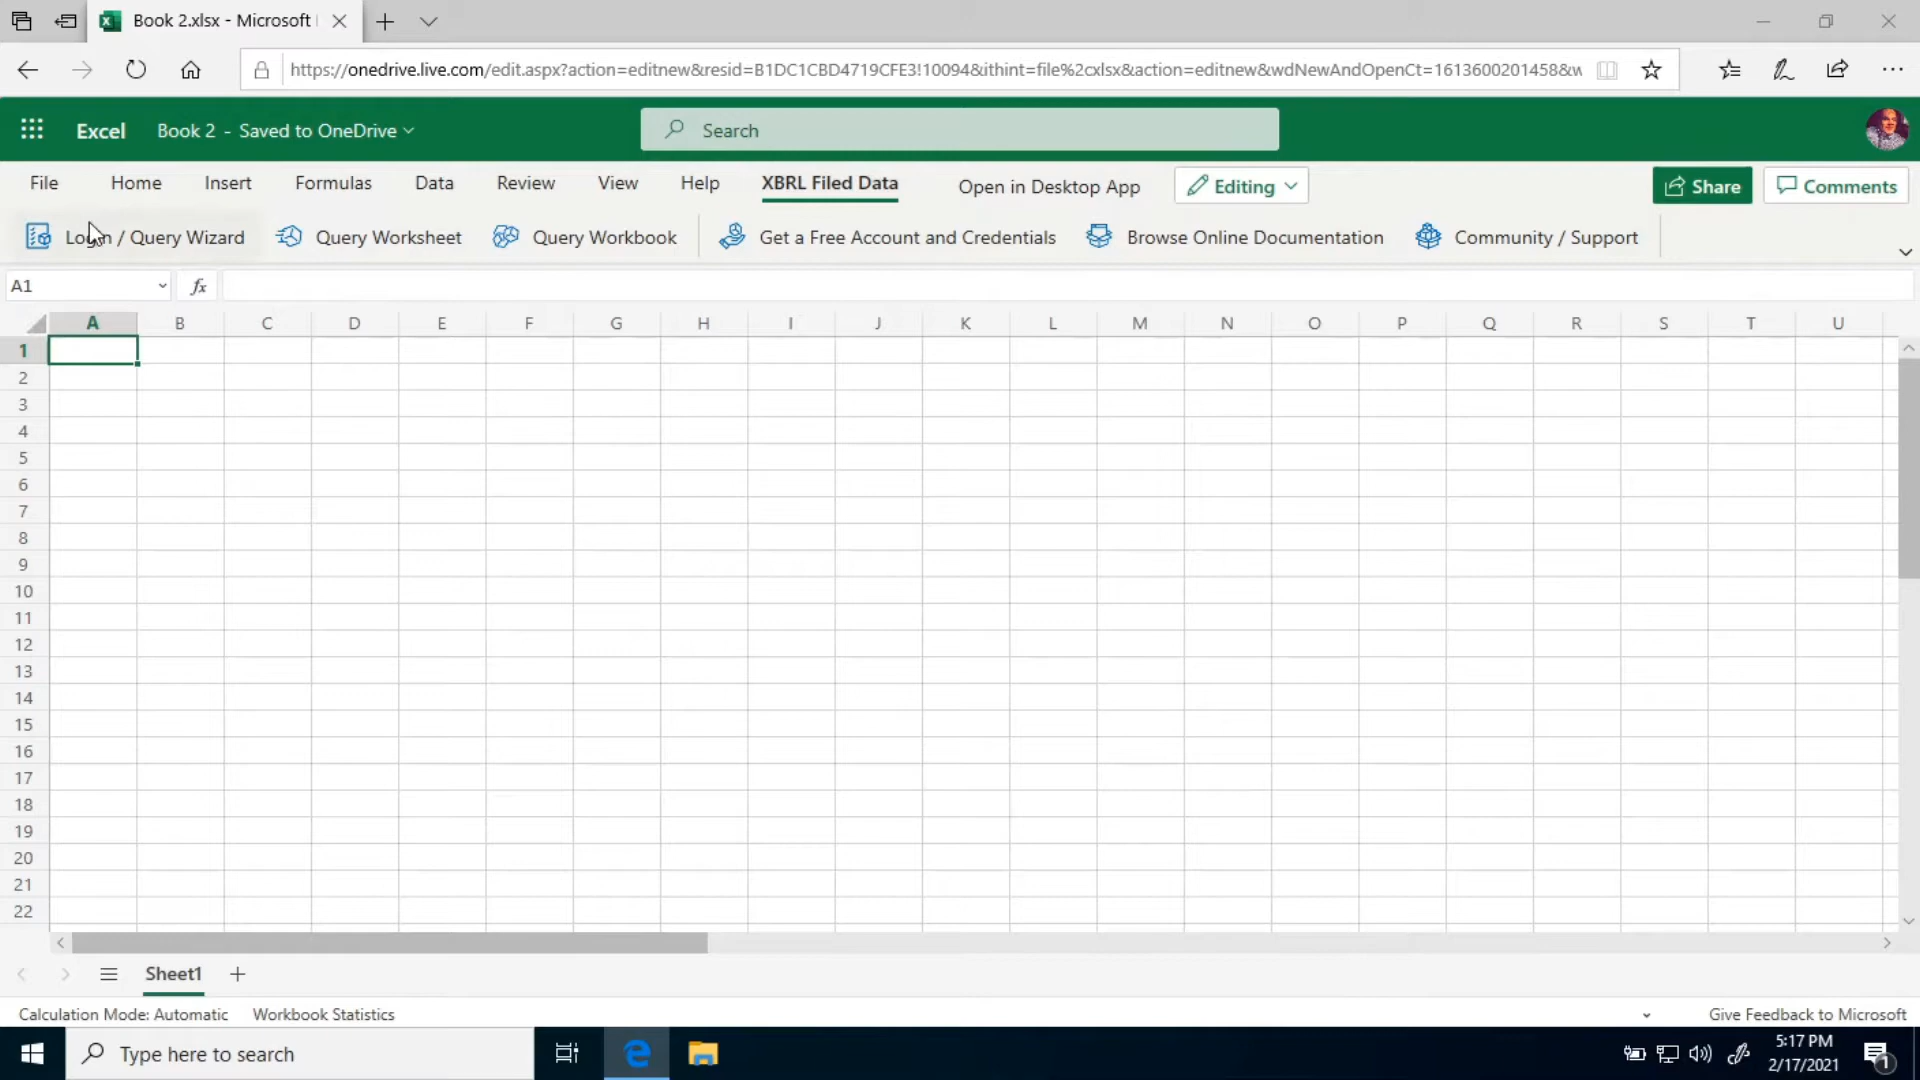 Book 2.xlsx - Microsoft
https://onedrive.live.com/edit.aspx?action=editnew&resid=B1DC1CBD4719CFE3!10094&ithint=file%2cxlsx&action=editnew&wdNewAndOpenCt=1613600201458&w
Excel Book 2 - Saved to OneDrive Search
File Home Insert Formulas Data Review View Help XBRL Filed Data Open in Desktop App Editing Share Comments
Login / Query Wizard Query Worksheet Query Workbook Get a Free Account and Credentials Browse Online Documentation Community / Support
A1 fx
A B C D E F G H I J K L M N O P Q R S T U
1
2
3
4
5
6
7
8
9
10
11
12
13
14
15
16
17
18
19
20
21
22
Sheet1
Calculation Mode: Automatic Workbook Statistics Give Feedback to Microsoft
Type here to search 5:17 PM
2/17/2021 1